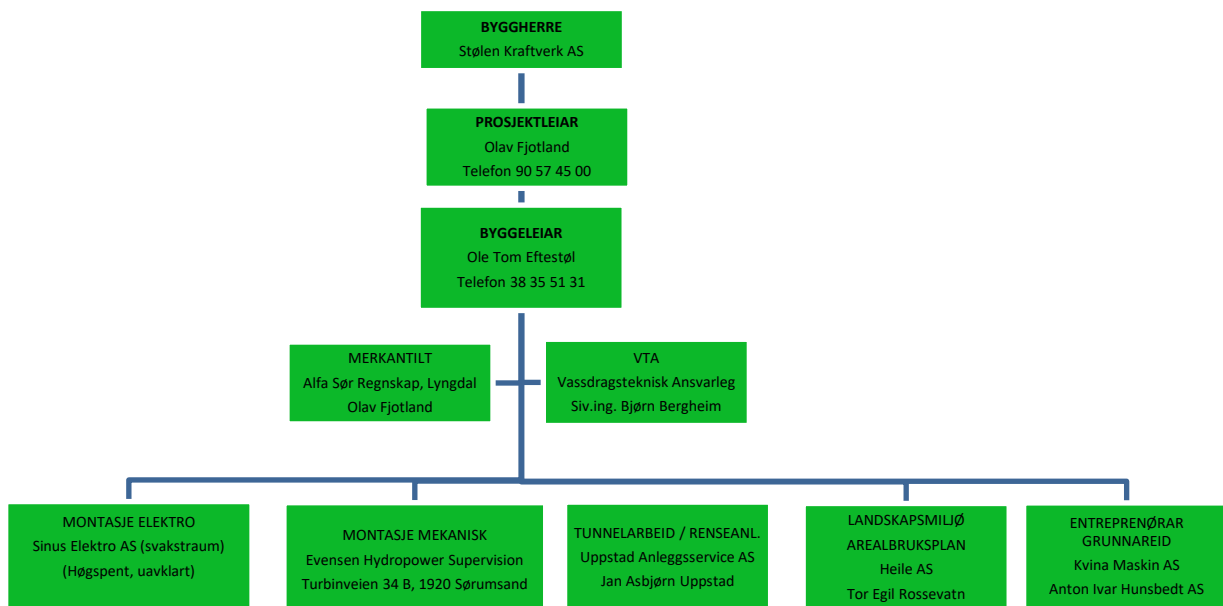 BYGGHERRE
Stølen Kraftverk AS
PROSJEKTLEIAR
Olav Fjotland
Telefon 90 57 45 00
BYGGELEIAR
Ole Tom Eftestøl
Telefon 38 35 51 31
MERKANTILT
Alfa Sør Regnskap, Lyngdal
Olav Fjotland
VTA
Vassdragsteknisk Ansvarleg
Siv.ing. Bjørn Bergheim
MONTASJE ELEKTRO
Sinus Elektro AS (svakstraum)
(Høgspent, uavklart)
MONTASJE MEKANISK
Evensen Hydropower Supervision
Turbinveien 34 B, 1920 Sørumsand
TUNNELARBEID / RENSEANL.
Uppstad Anleggsservice AS
Jan Asbjørn Uppstad
LANDSKAPSMILJØ
AREALBRUKSPLAN
Heile AS
Tor Egil Rossevatn
ENTREPRENØRAR
GRUNNAREID
Kvina Maskin AS
Anton Ivar Hunsbedt AS